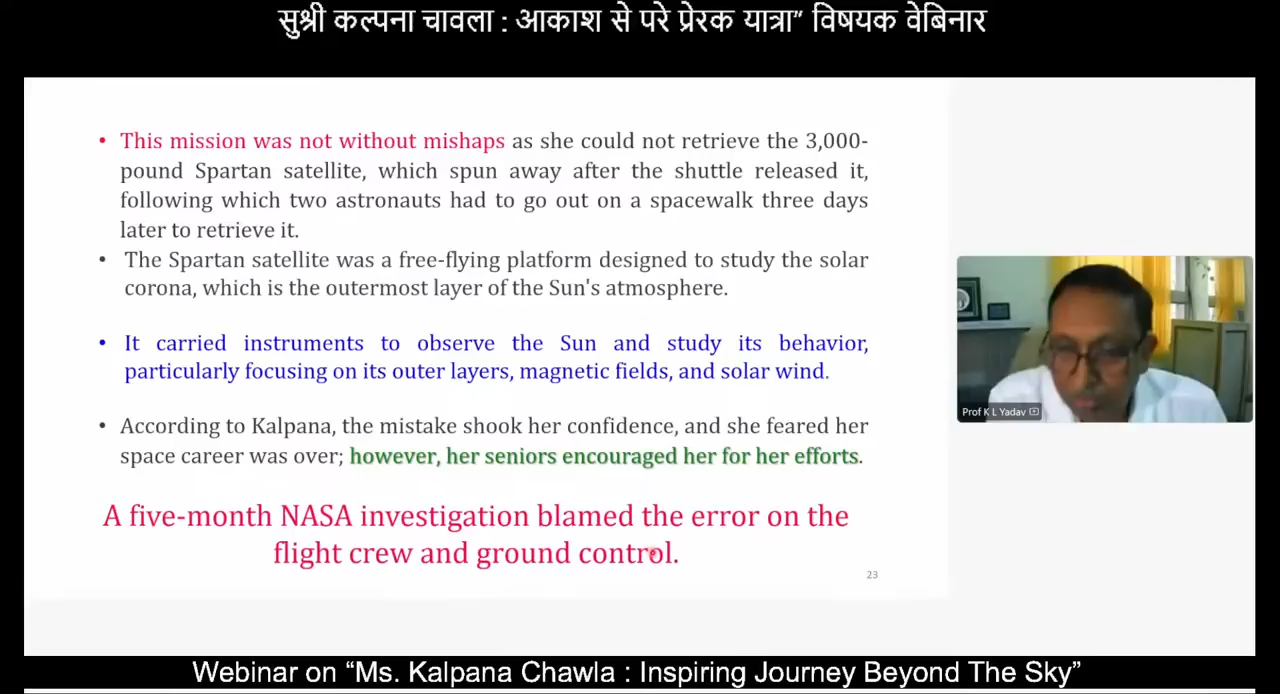 सुश्री कल्पना चावला : आकाश से परे प्रेरक यात्रा” विषयक वेबिनार
• This mission was not without mishaps as she could not retrieve the 3,000-
pound Spartan satellite, which spun away after the shuttle released it,
following which two astronauts had to go out on a spacewalk three days
later to retrieve it.
• The Spartan satellite was a free-flying platform designed to study the solar
corona, which is the outermost layer of the Sun's atmosphere.
• It carried instruments to observe the Sun and study its behavior,
particularly focusing on its outer layers, magnetic fields, and solar wind.
• According to Kalpana, the mistake shook her confidence, and she feared her
space career was over; however, her seniors encouraged her for her efforts.
A five-month NASA investigation blamed the error on the
flight crew and ground control.
23
Prof K L Yadav
Webinar on “Ms. Kalpana Chawla : Inspiring Journey Beyond The Sky”